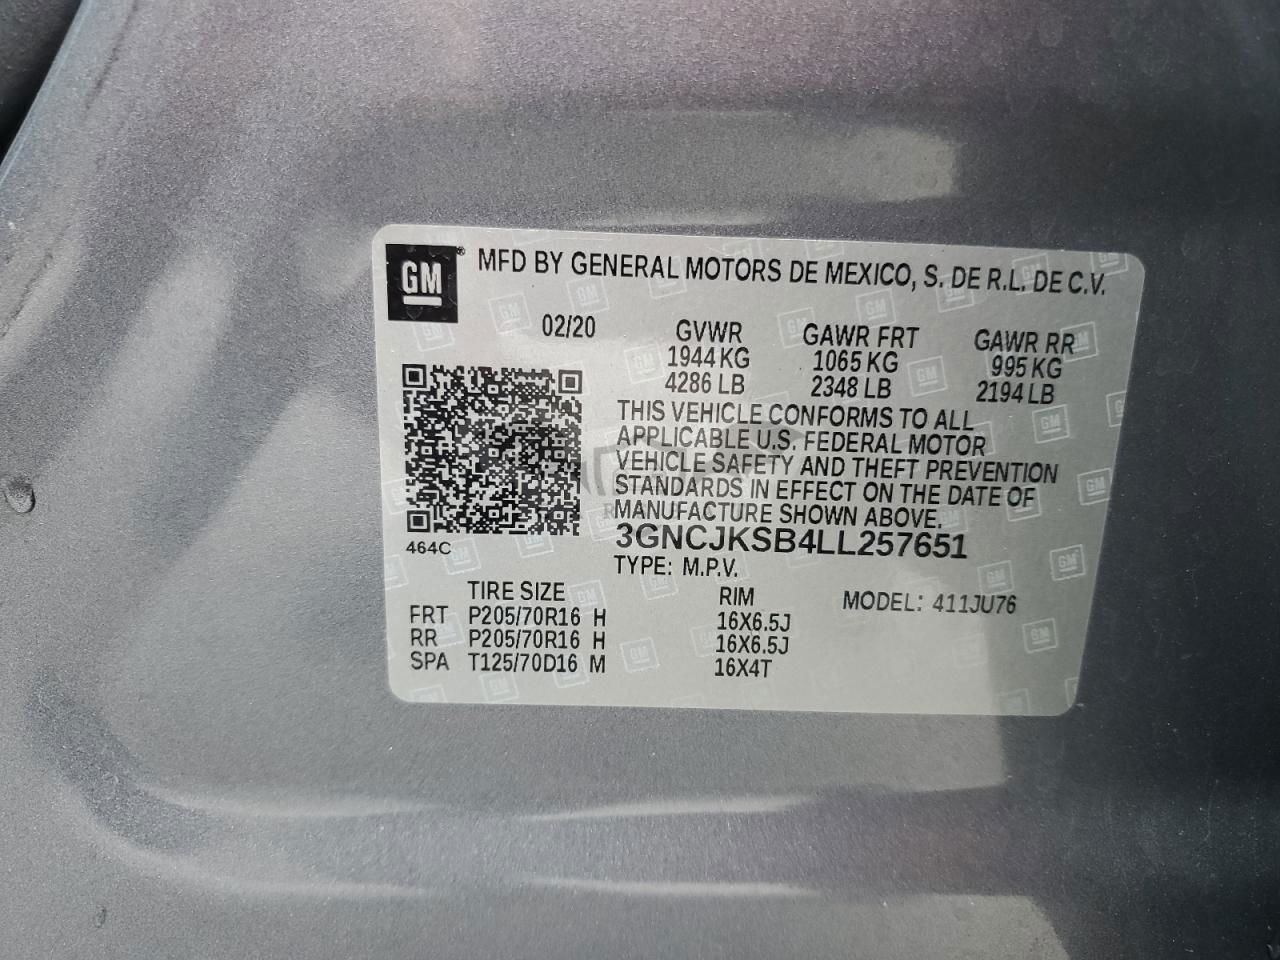 GM MFD BY GENERAL MOTORS DE MEXICO, S. DE R.L. DE C.V.
02/20 GVWR GAWR FRT GAWR RR
1944 KG 1065 KG 995 KG
4286 LB 2348 LB 2194 LB
THIS VEHICLE CONFORMS TO ALL
APPLICABLE U.S. FEDERAL MOTOR
VEHICLE SAFETY AND THEFT PREVENTION
STANDARDS IN EFFECT ON THE DATE OF
MANUFACTURE SHOWN ABOVE.
3GNCJKSB4LL257651
464C
TYPE: M.P.V.
TIRE SIZE RIM MODEL: 411JU76
FRT P205/70R16 H 16X6.5J
RR P205/70R16 H 16X6.5J
SPA T125/70D16 M 16X4T